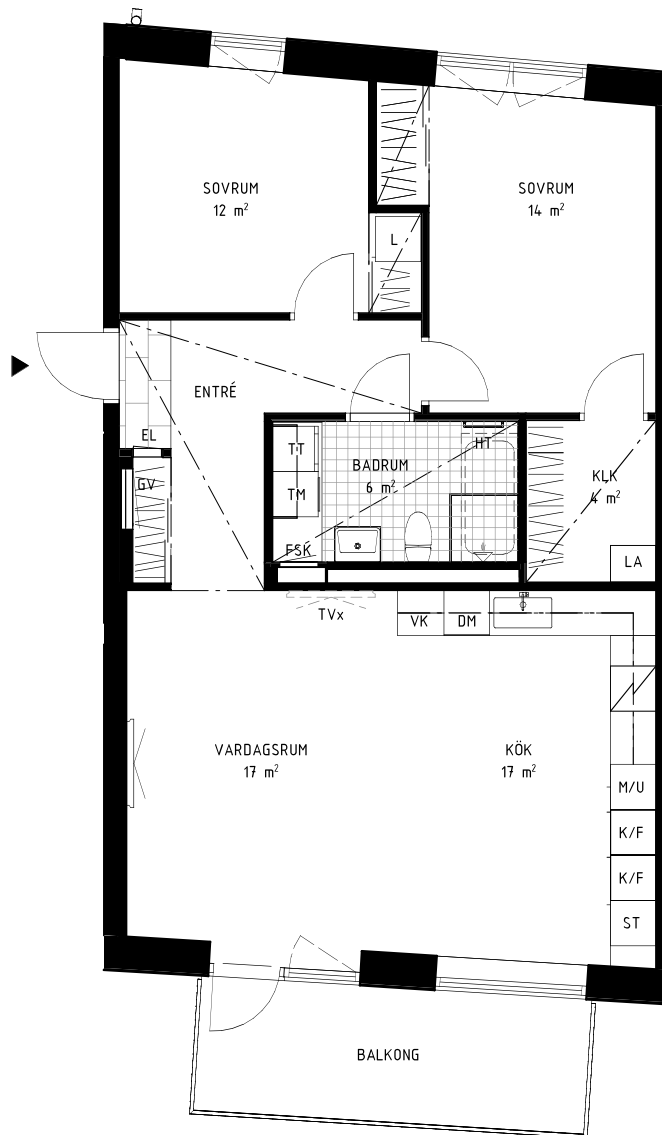 SOVRUM
12 m²
SOVRUM
14 m²
L
ENTRÉ
EL
GV
TT
TM
BADRUM
6 m²
HT
FSK
KLK
4 m²
LA
TVx
VK
DM
VARDAGSRUM
17 m²
KÖK
17 m²
M/U
K/F
K/F
ST
BALKONG